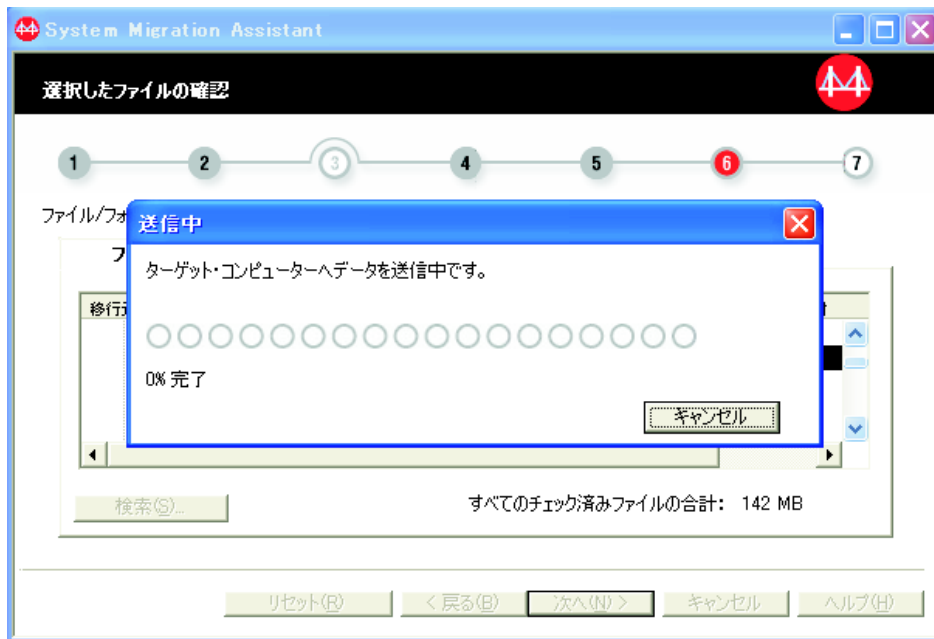 System Migration Assistant
選択したファイルの確認
1 2 3 4 5 6 7
ファイル/フォ
送信中
フ
ターゲット・コンピューターへデータを送信中です。
移行
0% 完了
キャンセル
検索(S)...
すべてのチェック済みファイルの合計: 142 MB
リセット(R) < 戻る(B) 次へ(N) > キャンセル ヘルプ(H)